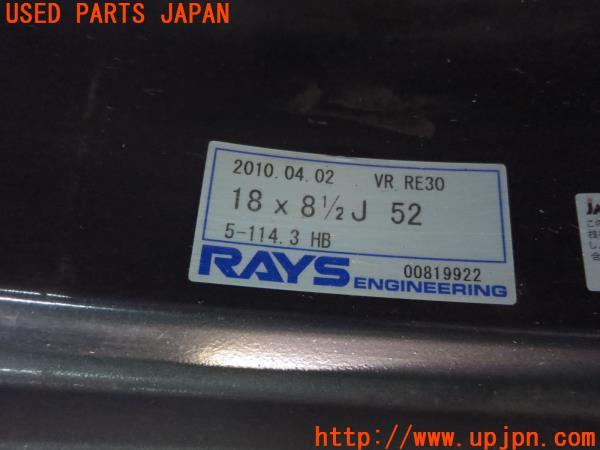 USED PARTS JAPAN
2010.04.02 VR RE30
18 x 8½J 52
5-114.3 HB
RAYS ENGINEERING 00819922
UPJ
http://www.upjpn.com/